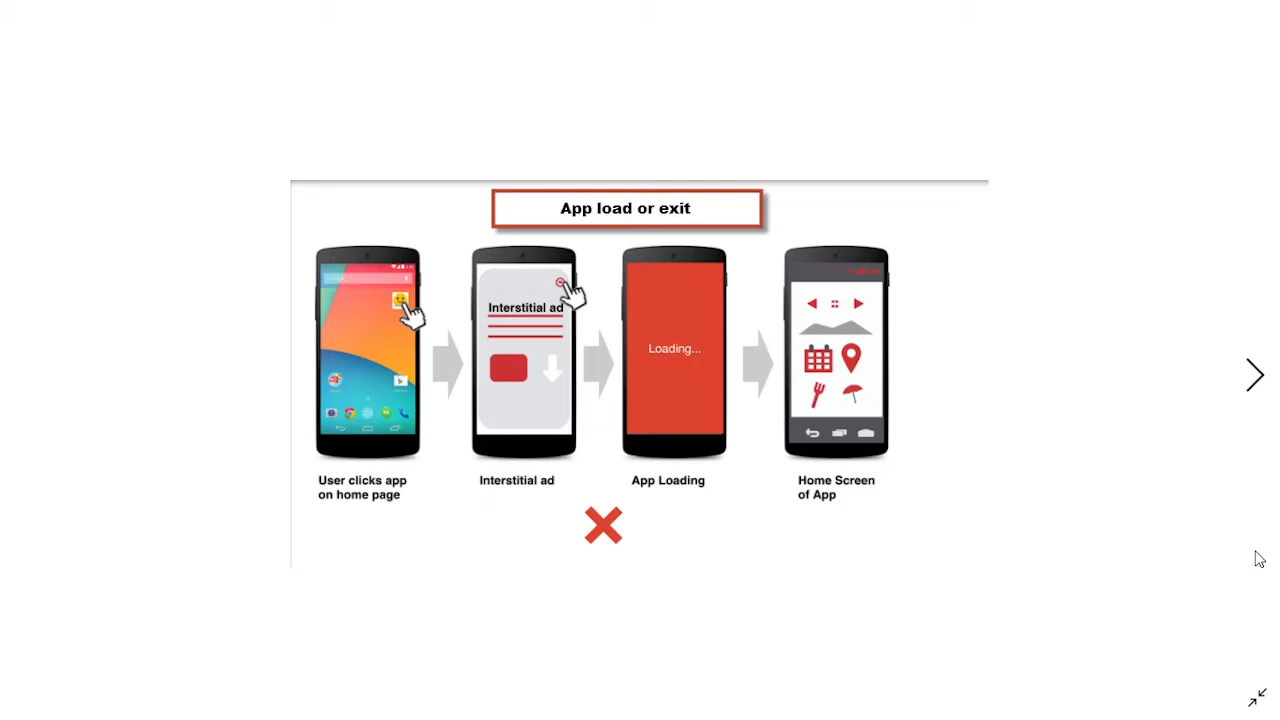 App load or exit
Interstitial ad
Loading...
User clicks app
on home page
Interstitial ad
App Loading
Home Screen
of App